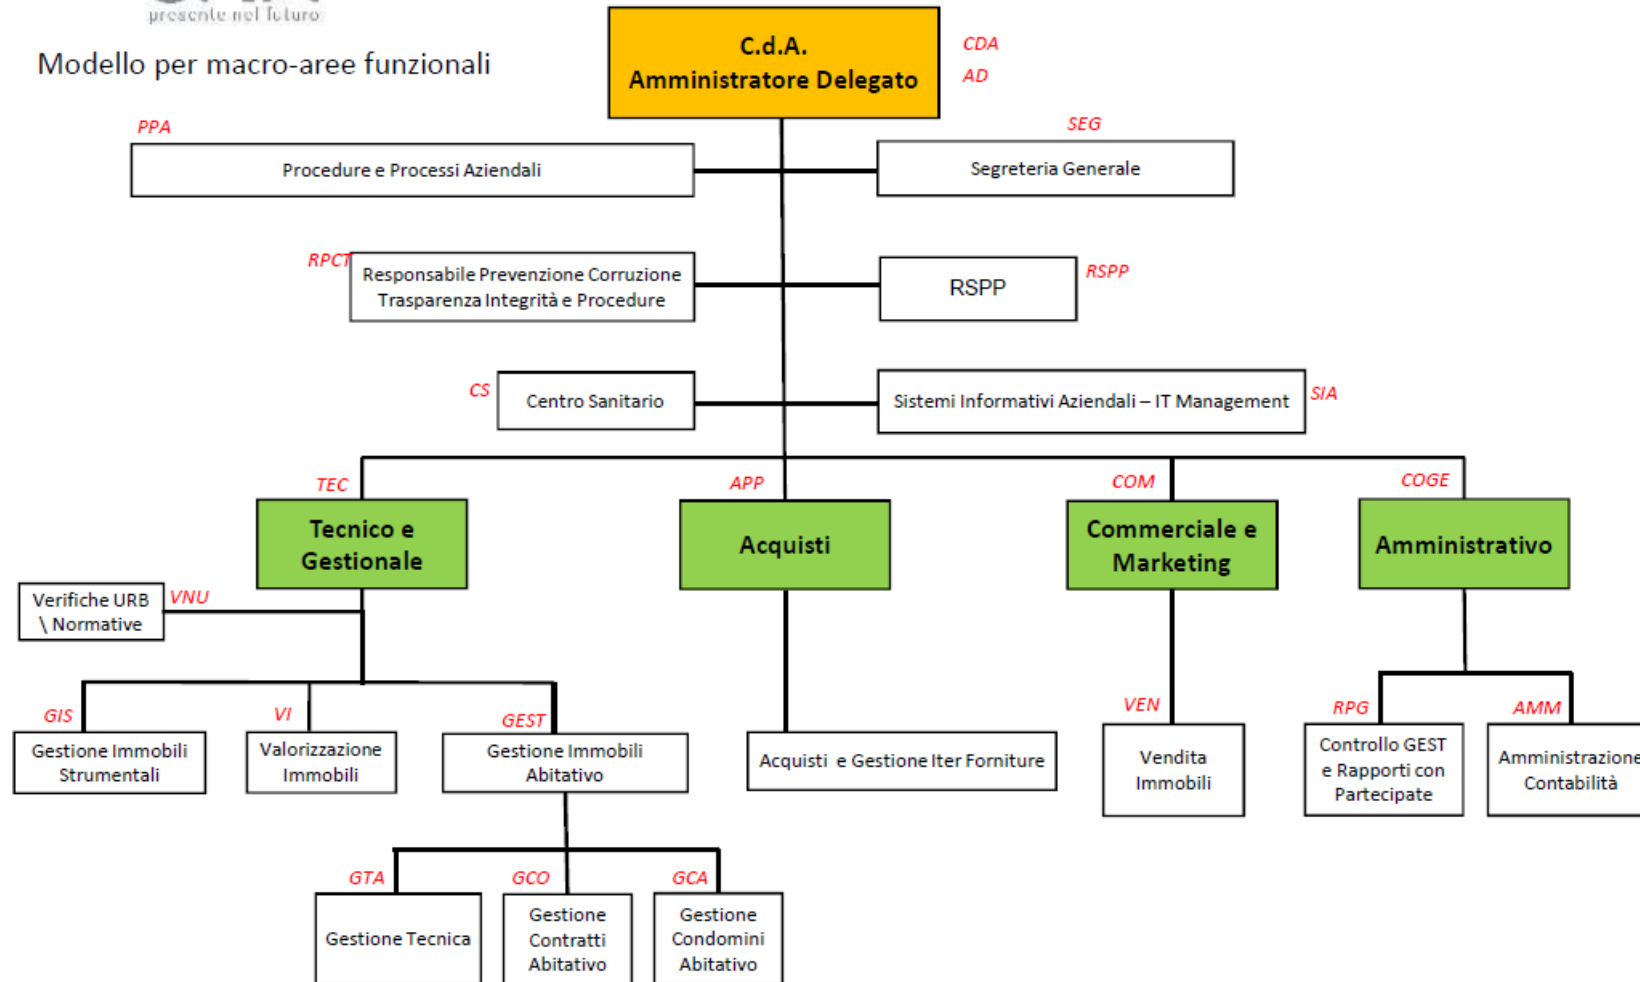 presente nel futuro
Modello per macro-aree funzionali
C.d.A.
Amministratore Delegato
CDA
AD
PPA
Procedure e Processi Aziendali
SEG
Segreteria Generale
RPCT
Responsabile Prevenzione Corruzione
Trasparenza Integrità e Procedure
RSPP
RSPP
CS
Centro Sanitario
Sistemi Informativi Aziendali – IT Management
SIA
TEC
Tecnico e
Gestionale
APP
Acquisti
COM
Commerciale e
Marketing
COGE
Amministrativo
Verifiche URB
\ Normative
VNU
GIS
Gestione Immobili
Strumentali
VI
Valorizzazione
Immobili
GEST
Gestione Immobili
Abitativo
Acquisti e Gestione Iter Forniture
VEN
Vendita
Immobili
RPG
Controllo GEST
e Rapporti con
Partecipate
AMM
Amministrazione
Contabilità
GTA
Gestione Tecnica
GCO
Gestione
Contratti
Abitativo
GCA
Gestione
Condomini
Abitativo